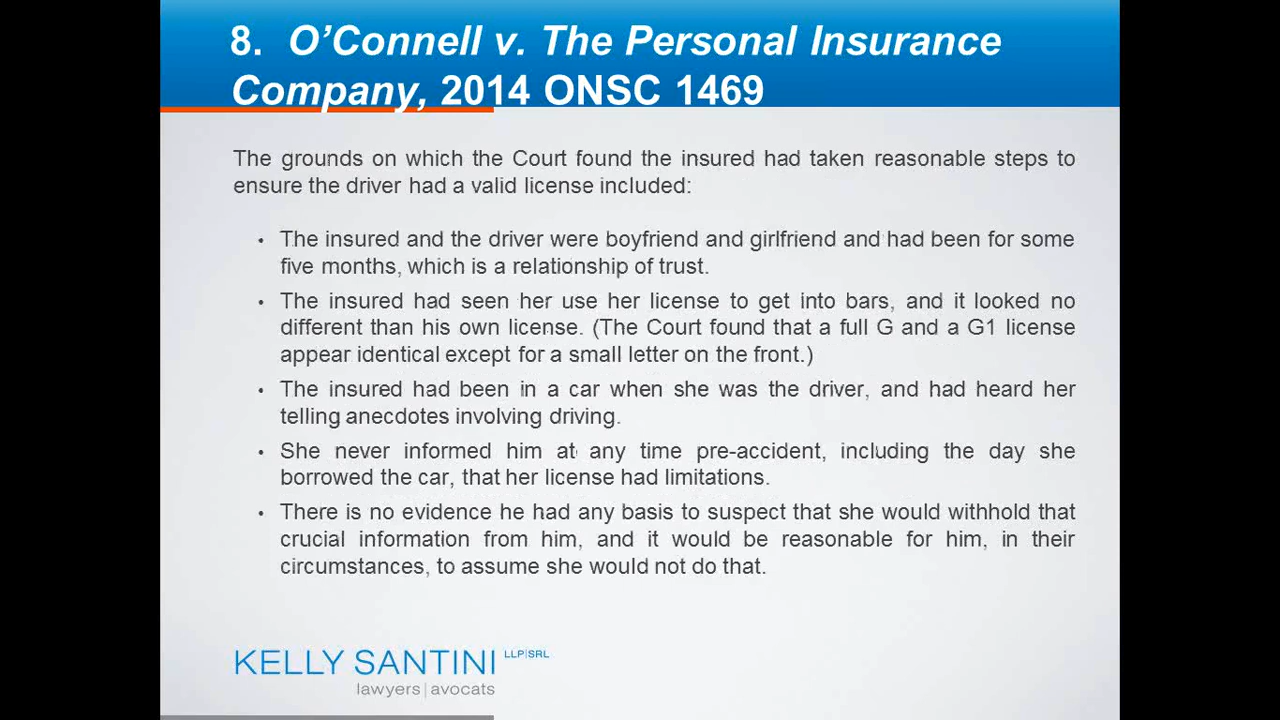 8. O'Connell v. The Personal Insurance
Company, 2014 ONSC 1469
The grounds on which the Court found the insured had taken reasonable steps to
ensure the driver had a valid license included:
• The insured and the driver were boyfriend and girlfriend and had been for some
five months, which is a relationship of trust.
• The insured had seen her use her license to get into bars, and it looked no
different than his own license. (The Court found that a full G and a G1 license
appear identical except for a small letter on the front.)
• The insured had been in a car when she was the driver, and had heard her
telling anecdotes involving driving.
• She never informed him at any time pre-accident, including the day she
borrowed the car, that her license had limitations.
• There is no evidence he had any basis to suspect that she would withhold that
crucial information from him, and it would be reasonable for him, in their
circumstances, to assume she would not do that.
KELLY SANTINI LLP|SRL
lawyers|avocats